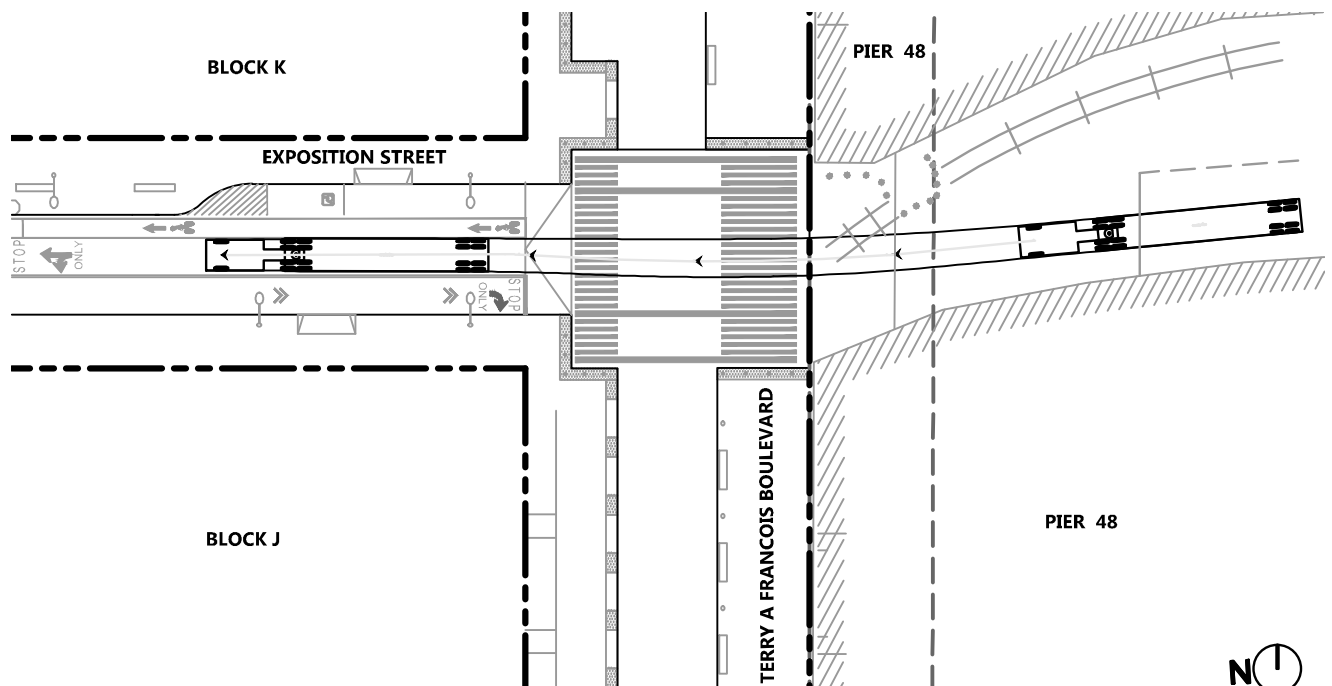 BLOCK K
PIER 48
EXPOSITION STREET
STOP
ONLY
ONLY
STOP
BLOCK J
TERRY A FRANCOIS BOULEVARD
PIER 48
N